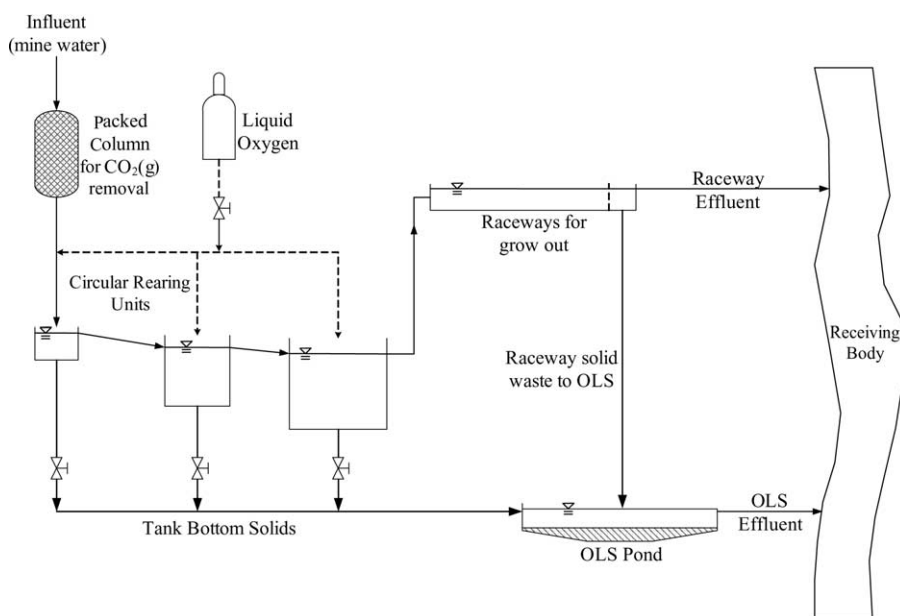 Influent
(mine water)
Packed
Column
for CO₂(g)
removal
Liquid
Oxygen
Circular Rearing
Units
Raceways for
grow out
Raceway
Effluent
Raceway solid
waste to OLS
Receiving
Body
Tank Bottom Solids
OLS Pond
OLS
Effluent